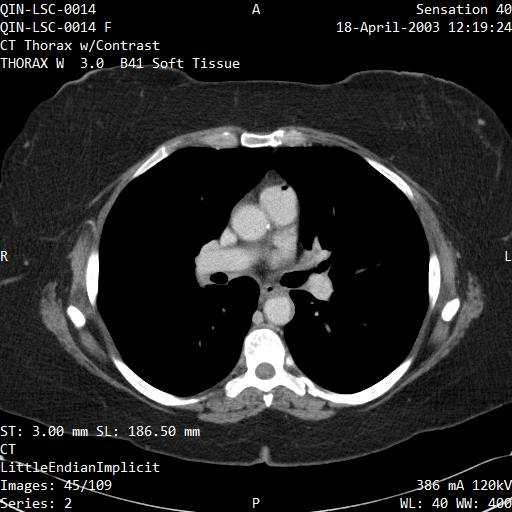 QIN-LSC-0014 A Sensation 40
QIN-LSC-0014 F 18-April-2003 12:19:24
CT Thorax w/Contrast
THORAX W 3.0 B41 Soft Tissue
R L
ST: 3.00 mm SL: 186.50 mm
CT
LittleEndianImplicit
Images: 45/109 386 mA 120kV
Series: 2 P WL: 40 WW: 400